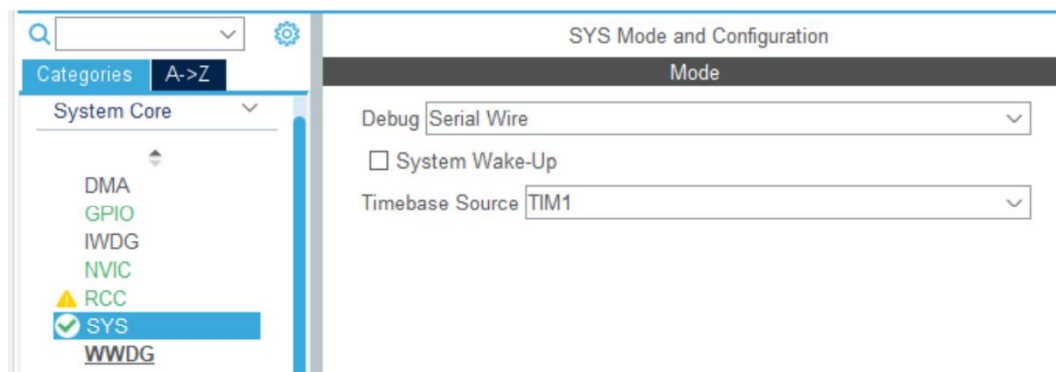 SYS Mode and Configuration
Categories A->Z
Mode
System Core
Debug Serial Wire
System Wake-Up
Timebase Source TIM1
DMA
GPIO
IWDG
NVIC
RCC
SYS
WWDG